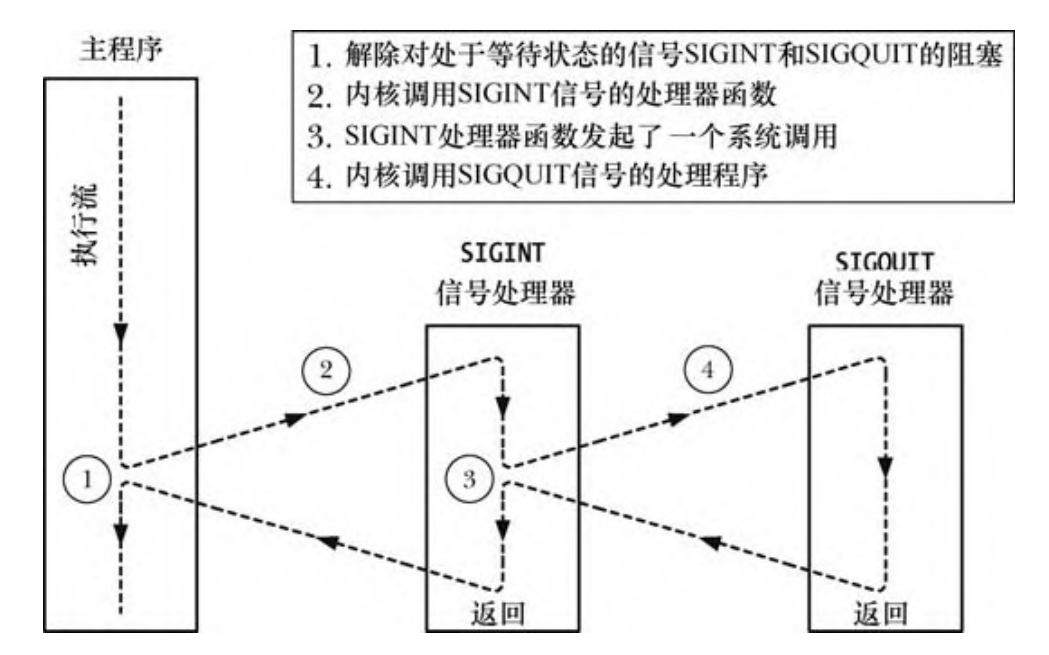 主程序
1. 解除对处于等待状态的信号SIGINT和SIGQUIT的阻塞
2. 内核调用SIGINT信号的处理器函数
3. SIGINT处理器函数发起了一个系统调用
4. 内核调用SIGQUIT信号的处理程序
执行流
SIGINT
信号处理器
SIGQUIT
信号处理器
2
4
1
3
返回
返回